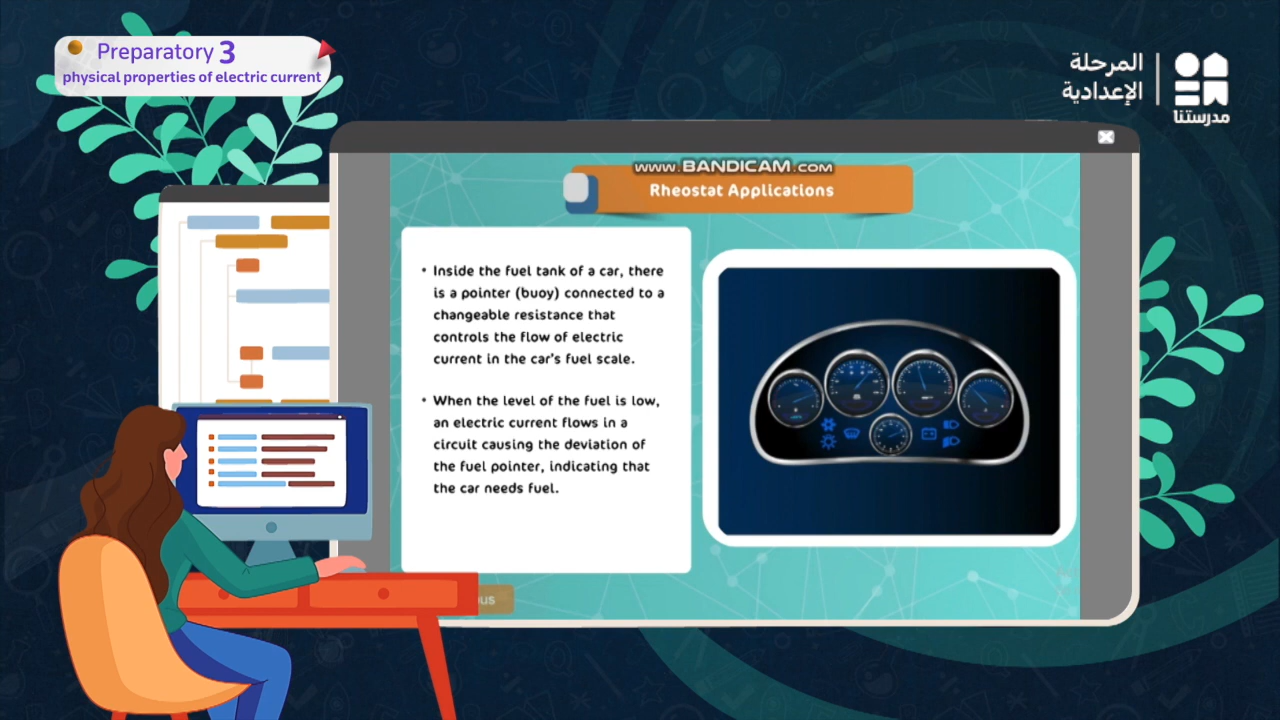 Preparatory 3
physical properties of electric current
المرحلة
الإعدادية
مدرستنا
www.BANDICAM.com
Rheostat Applications
• Inside the fuel tank of a car, there
is a pointer (buoy) connected to a
changeable resistance that
controls the flow of electric
current in the car's fuel scale.
• When the level of the fuel is low,
an electric current flows in a
circuit causing the deviation of
the fuel pointer, indicating that
the car needs fuel.